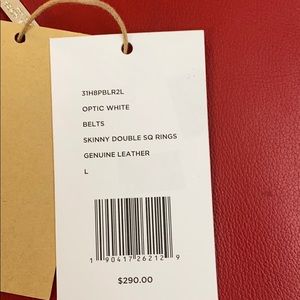 31H8PBLR2L
OPTIC WHITE
BELTS
SKINNY DOUBLE SQ RINGS
GENUINE LEATHER
L
1 90417 26212 9
$290.00